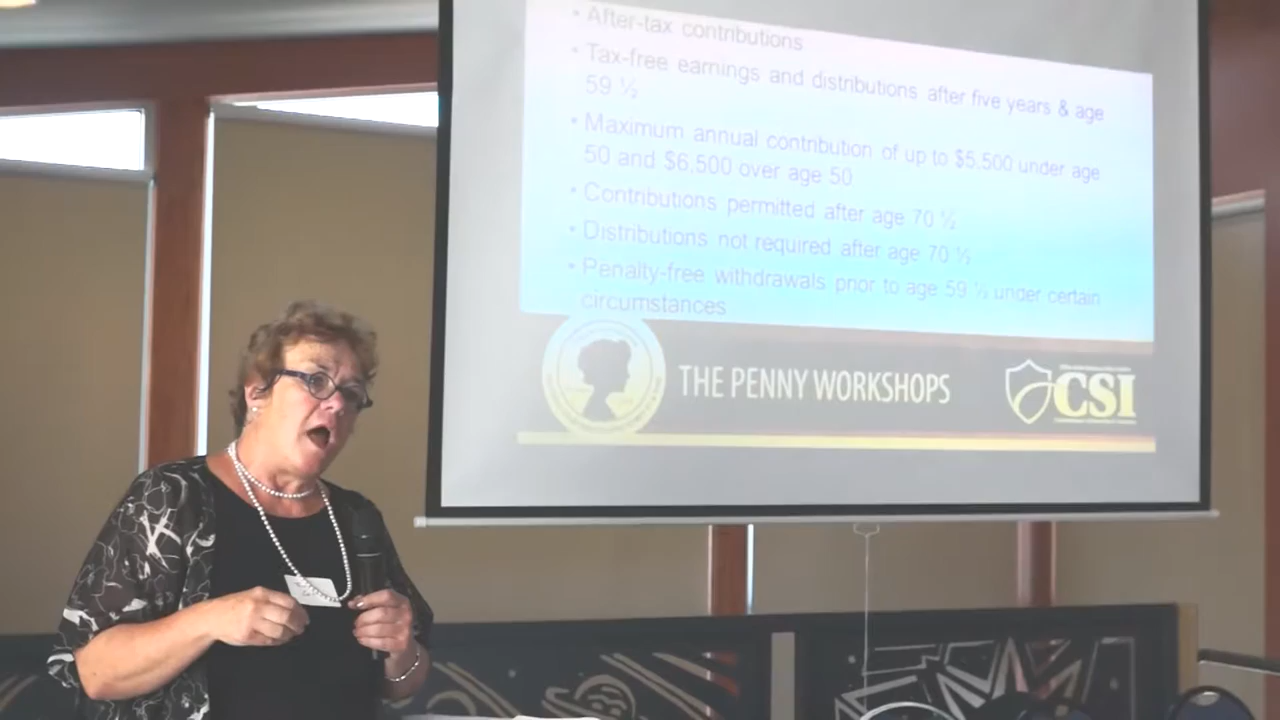 • After-tax contributions
• Tax-free earnings and distributions after five years & age
59 ½
• Maximum annual contribution of up to $5,500 under age
50 and $6,500 over age 50
• Contributions permitted after age 70 ½
• Distributions not required after age 70 ½
• Penalty-free withdrawals prior to age 59 ½ under certain
circumstances
THE PENNY WORKSHOPS
CSI